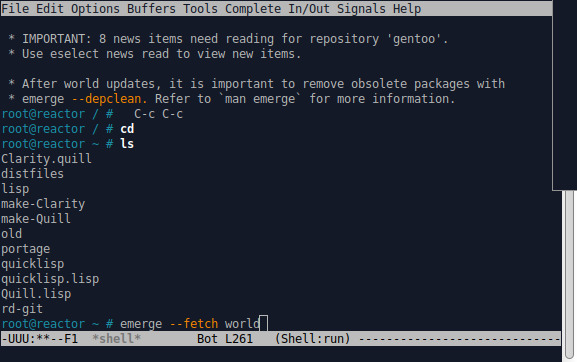 File Edit Options Buffers Tools Complete In/Out Signals Help
 * IMPORTANT: 8 news items need reading for repository 'gentoo'.
 * Use eselect news read to view new items.
 * After world updates, it is important to remove obsolete packages with
 * emerge --depclean. Refer to `man emerge` for more information.
root@reactor / #   C-c C-c
root@reactor / # cd
root@reactor ~ # ls
Clarity.quill
distfiles
lisp
make-Clarity
make-Quill
old
portage
quicklisp
quicklisp.lisp
Quill.lisp
rd-git
root@reactor ~ # emerge --fetch world
-UUU:**--F1  *shell*        Bot L261   (Shell:run) -----------------------------